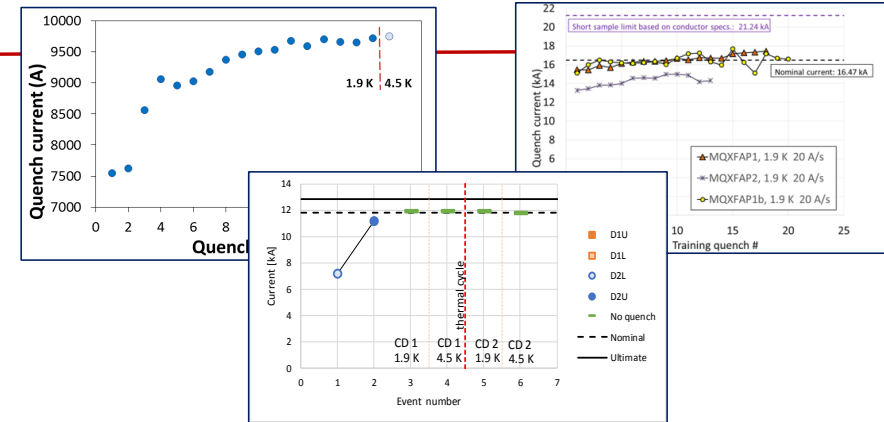 10000
9500
9000
8500
8000
7500
7000
Quench current (A)
0
2
4
6
8
1.9 K
4.5 K
22
20
18
16
14
12
10
8
6
Quench current (kA)
Short sample limit based on conductor specs.: 21.24 kA
Nominal current: 16.47 kA
MQXFAP1, 1.9 K 20 A/s
MQXFAP2, 1.9 K 20 A/s
MQXFAP1b, 1.9 K 20 A/s
10
15
20
25
Training quench #
14
12
10
8
6
4
2
0
Current [kA]
thermal cycle
CD 1
1.9 K
CD 1
4.5 K
CD 2
1.9 K
CD 2
4.5 K
0
1
2
3
4
5
6
7
Event number
D1U
D1L
D2L
D2U
No quench
Nominal
Ultimate